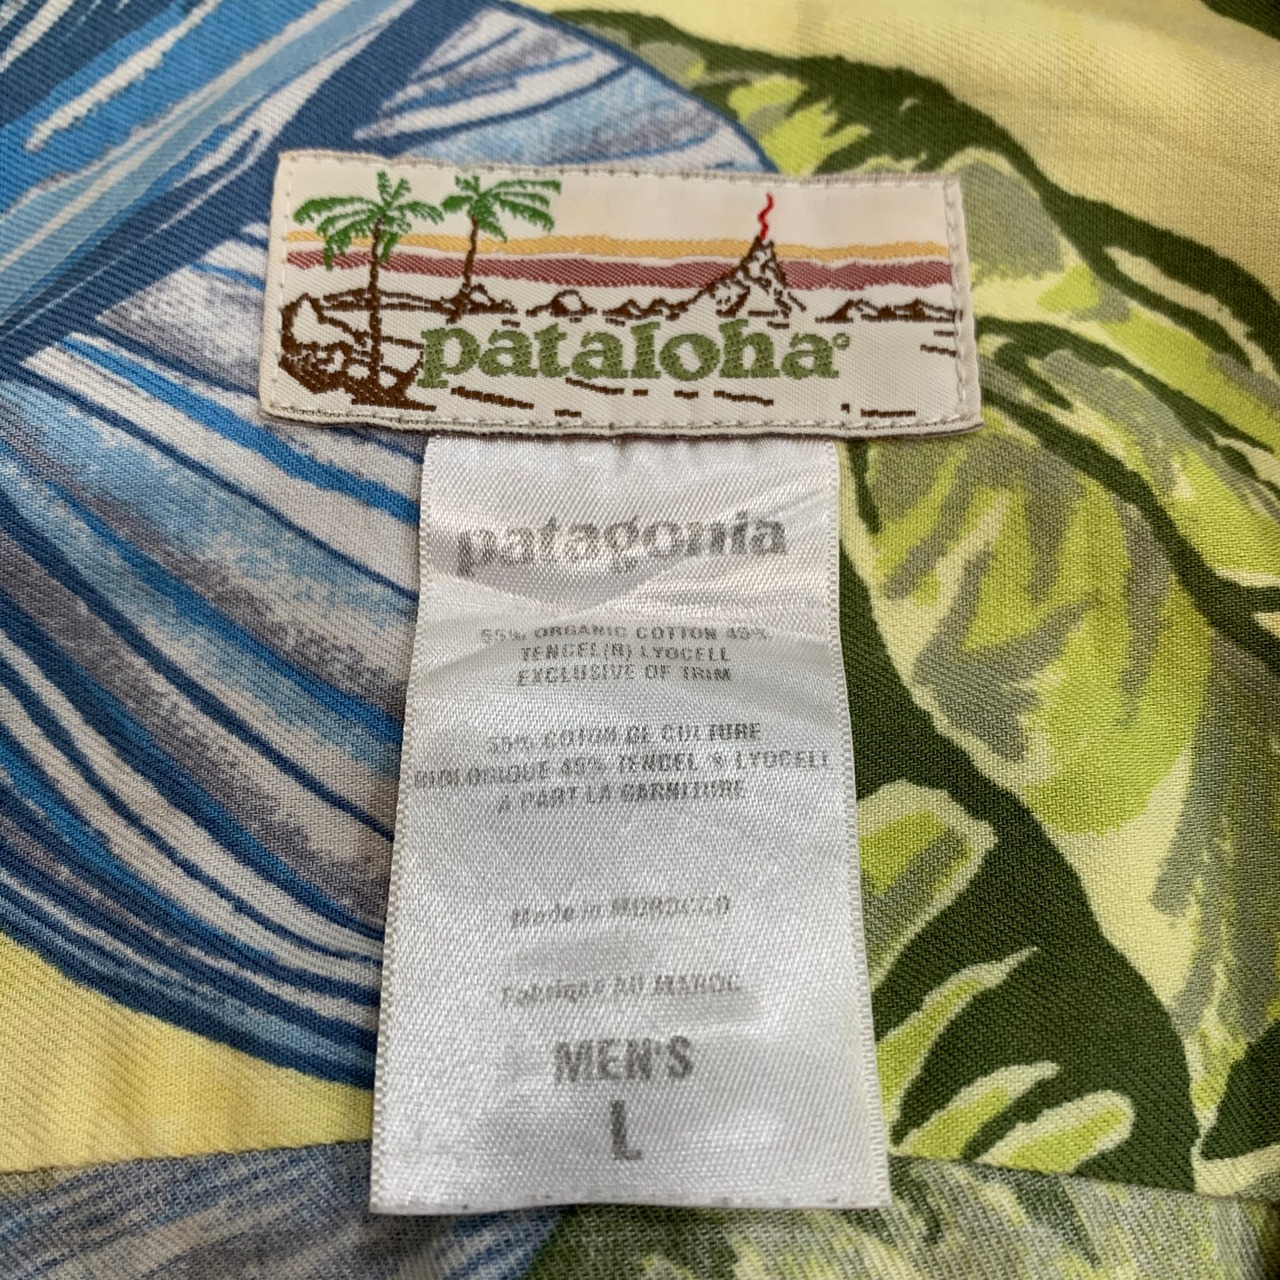 pataloha®
patagonia
55% ORGANIC COTTON 45%
TENCEL(R) LYOCELL
EXCLUSIVE OF TRIM
55% COTON DE CULTURE
BIOLOGIQUE 45% TENCEL ® LYOCELL
A PART LA GARNITURE
Made in MOROCCO
Fabrique AU MAROC
MEN'S
L